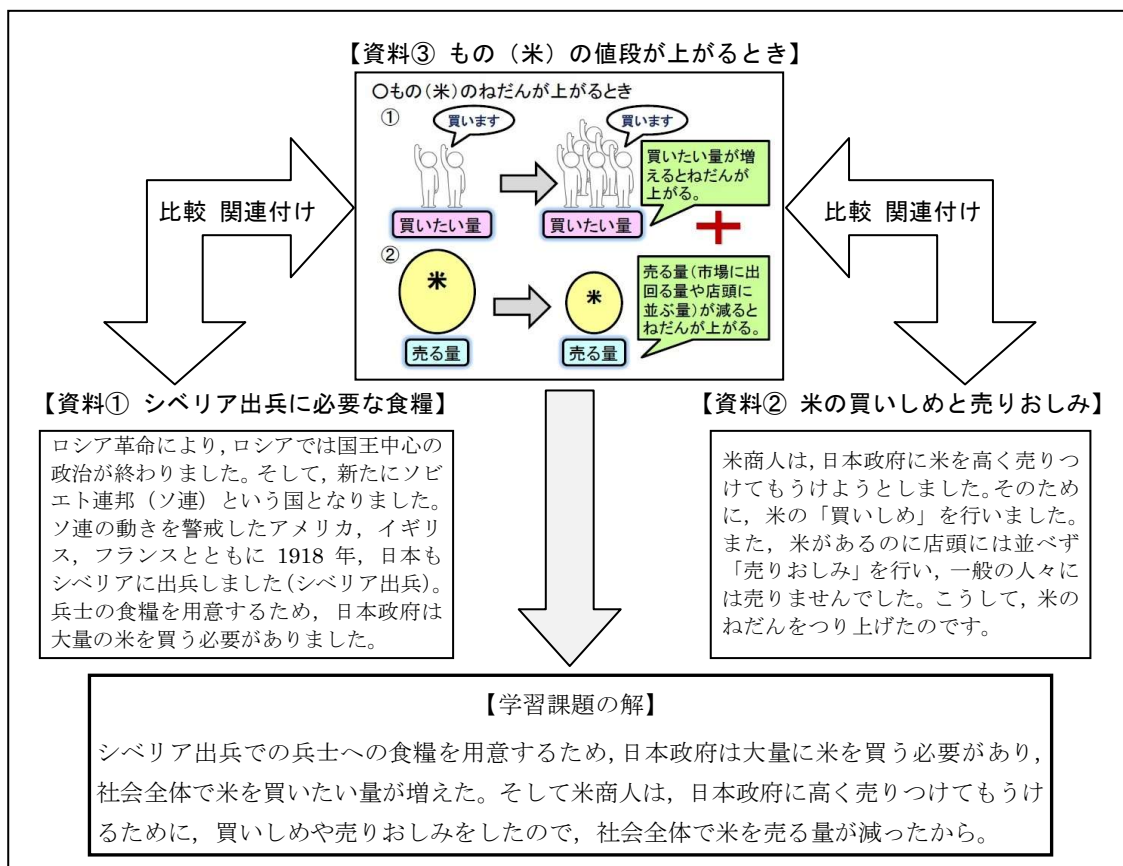 【資料③ もの（米）の値段が上がるとき】
○もの(米)のねだんが上がるとき
①
買います
買います
買いたい量が増
えるとねだんが
上がる。
買いたい量
買いたい量
②
米
米
売る量(市場に出
回る量や店頭に
並ぶ量)が減ると
ねだんが上がる。
売る量
売る量
比較 関連付け
比較 関連付け
【資料① シベリア出兵に必要な食糧】
ロシア革命により，ロシアでは国王中心の
政治が終わりました。そして，新たにソビ
エト連邦（ソ連）という国となりました。
ソ連の動きを警戒したアメリカ，イギリ
ス，フランスとともに 1918 年，日本も
シベリアに出兵しました(シベリア出兵)。
兵士の食糧を用意するため，日本政府は
大量の米を買う必要がありました。
【資料② 米の買いしめと売りおしみ】
米商人は，日本政府に米を高く売りつ
けてもうけようとしました。そのため
に，米の「買いしめ」を行いました。
また，米があるのに店頭には並べず
「売りおしみ」を行い，一般の人々に
は売りませんでした。こうして，米の
ねだんをつり上げたのです。
【学習課題の解】
シベリア出兵での兵士への食糧を用意するため，日本政府は大量に米を買う必要があり，
社会全体で米を買いたい量が増えた。そして米商人は，日本政府に高く売りつけてもうけ
るために，買いしめや売りおしみをしたので，社会全体で米を売る量が減ったから。